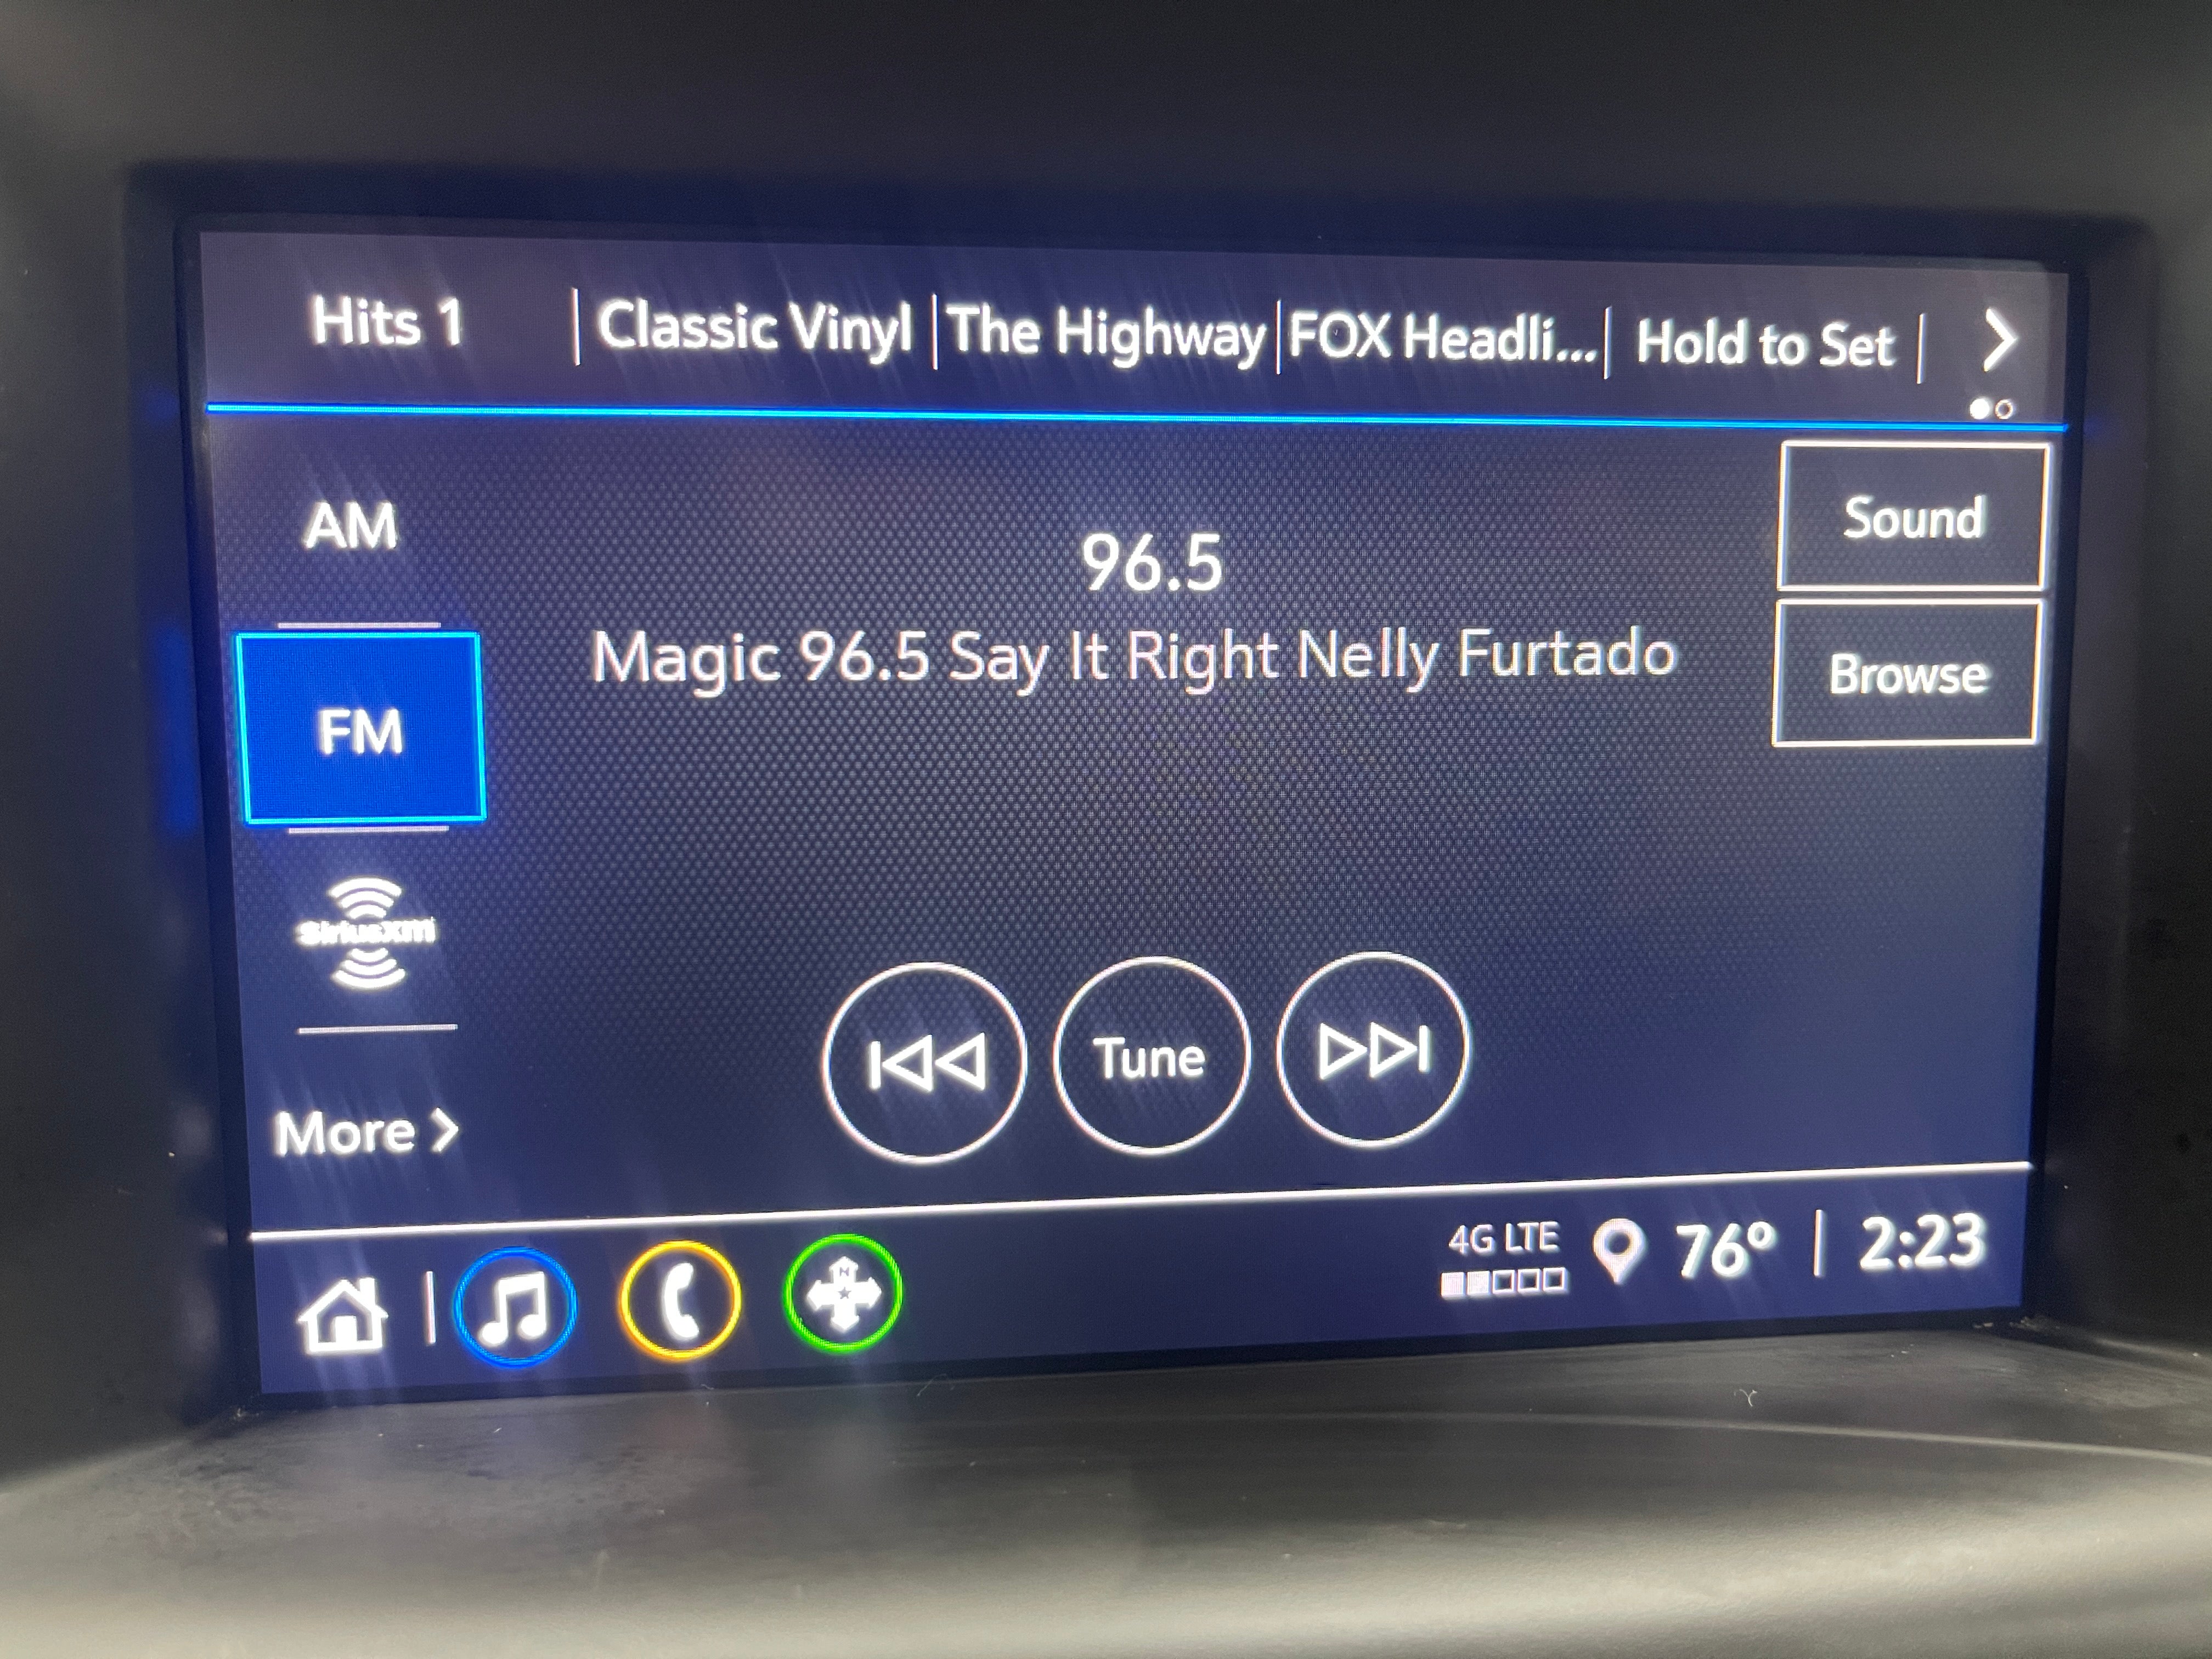 Hits 1 Classic Vinyl The Highway FOX Headli... Hold to Set
AM
96.5
Sound
Magic 96.5 Say It Right Nelly Furtado
Browse
FM
SiriusXM
Tune
More
4G LTE
76° 2:23
N